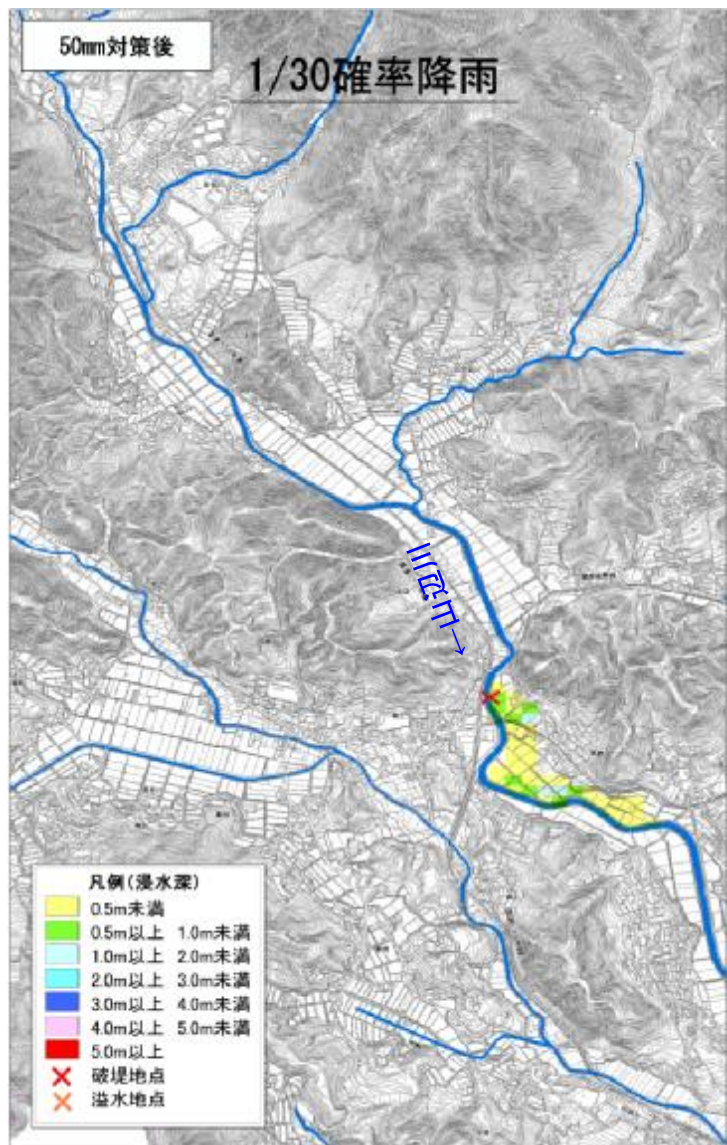 50mm対策後
1/30確率降雨
凡例(浸水深)
0.5m未満
0.5m以上 1.0m未満
1.0m以上 2.0m未満
2.0m以上 3.0m未満
3.0m以上 4.0m未満
4.0m以上 5.0m未満
5.0m以上
破堤地点
溢水地点